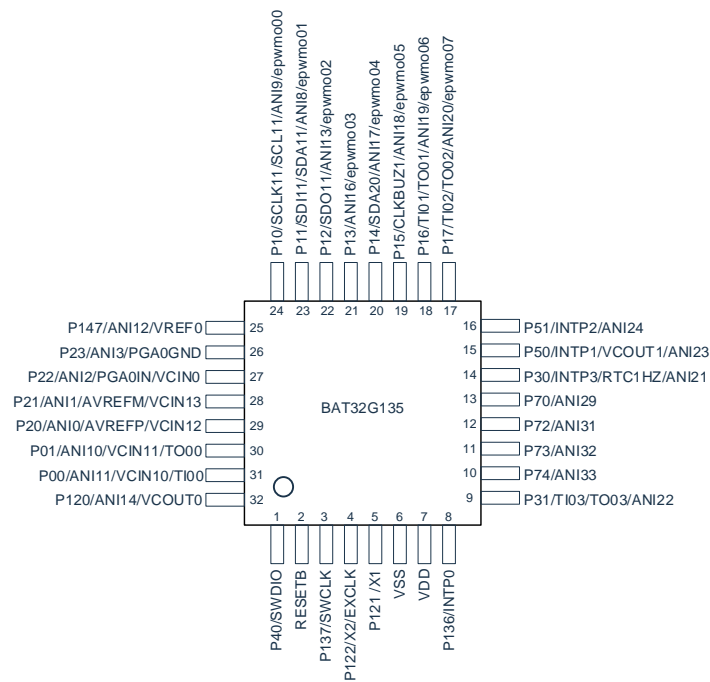 P10/SCLK11/SCL11/ANI9/epwmo00
P11/SDI11/SDA11/ANI8/epwmo01
P12/SDO11/ANI13/epwmo02
P13/ANI16/epwmo03
P14/SDA20/ANI17/epwmo04
P15/CLKBUZ1/ANI18/epwmo05
P16/TI01/TO01/ANI19/epwmo06
P17/TI02/TO02/ANI20/epwmo07
24 23 22 21 20 19 18 17
P147/ANI12/VREF0 25
P23/ANI3/PGA0GND 26
P22/ANI2/PGA0IN/VCIN0 27
P21/ANI1/AVREFM/VCIN13 28
P20/ANI0/AVREFP/VCIN12 29
P01/ANI10/VCIN11/TO00 30
P00/ANI11/VCIN10/TI00 31
P120/ANI14/VCOUT0 32
BAT32G135
16 P51/INTP2/ANI24
15 P50/INTP1/VCOUT1/ANI23
14 P30/INTP3/RTC1HZ/ANI21
13 P70/ANI29
12 P72/ANI31
11 P73/ANI32
10 P74/ANI33
9 P31/TI03/TO03/ANI22
1 2 3 4 5 6 7 8
P40/SWDIO
RESETB
P137/SWCLK
P122/X2/EXCLK
P121 /X1
VSS
VDD
P136/INTP0